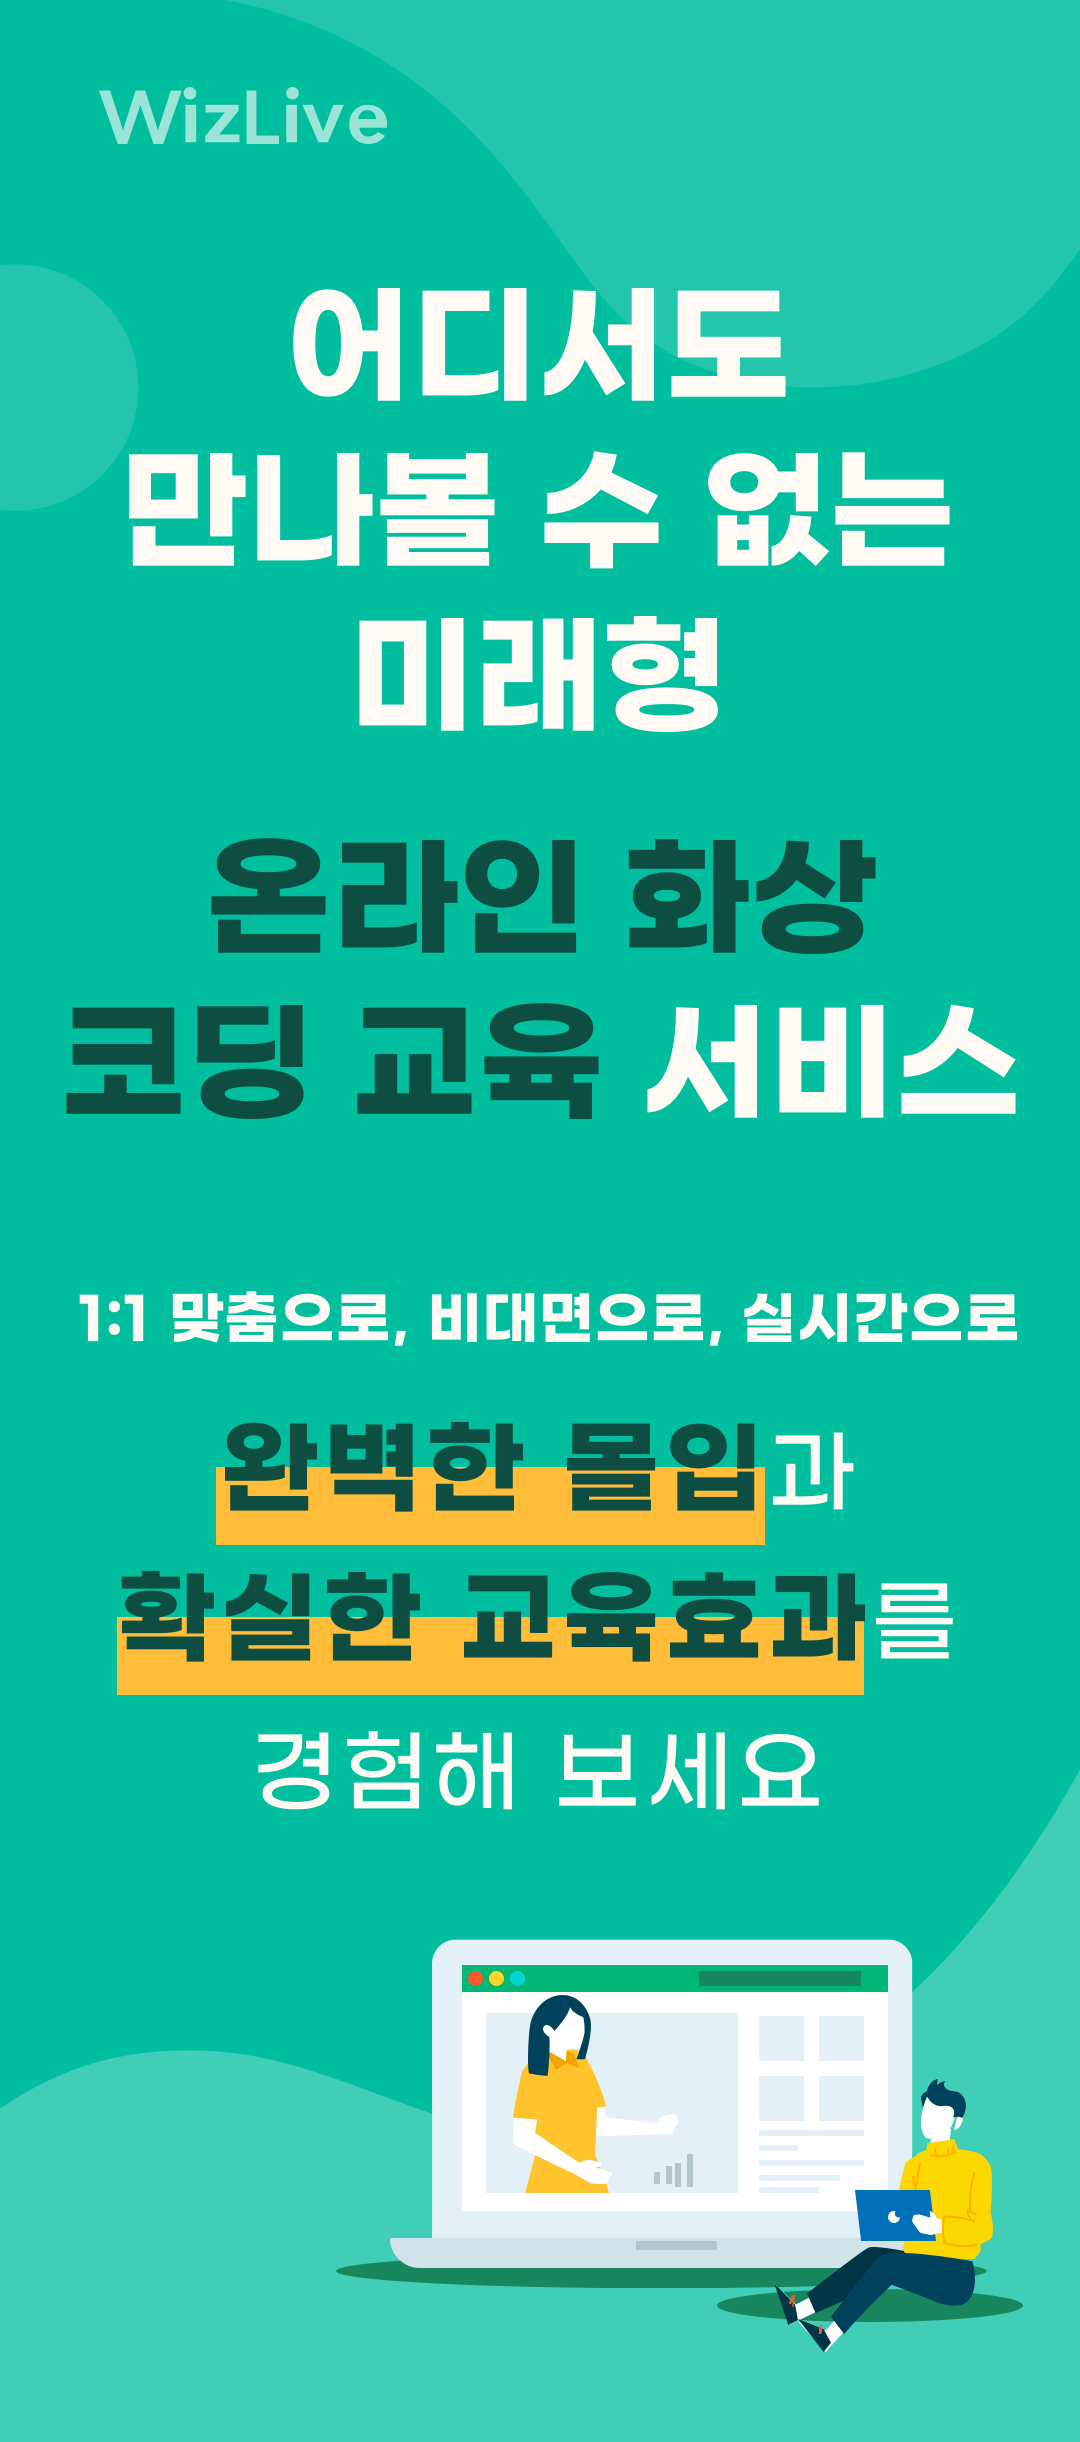 WizLive
어디서도
만나볼 수 없는
미래형
온라인 화상
코딩 교육 서비스
1:1 맞춤으로, 비대면으로, 실시간으로
완벽한 몰입과
확실한 교육효과를
경험해 보세요